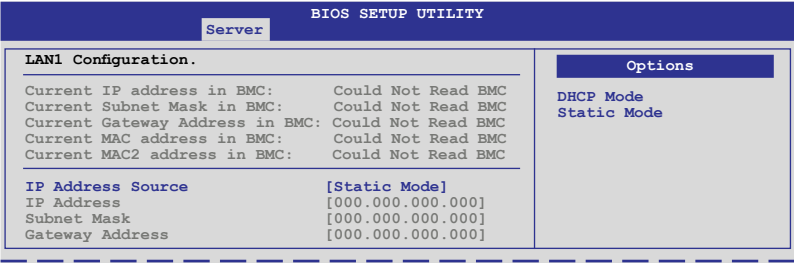 BIOS SETUP UTILITY
Server
LAN1 Configuration.
Current IP address in BMC: Could Not Read BMC
Current Subnet Mask in BMC: Could Not Read BMC
Current Gateway Address in BMC: Could Not Read BMC
Current MAC address in BMC: Could Not Read BMC
Current MAC2 address in BMC: Could Not Read BMC
IP Address Source [Static Mode]
IP Address [000.000.000.000]
Subnet Mask [000.000.000.000]
Gateway Address [000.000.000.000]
Options
DHCP Mode
Static Mode